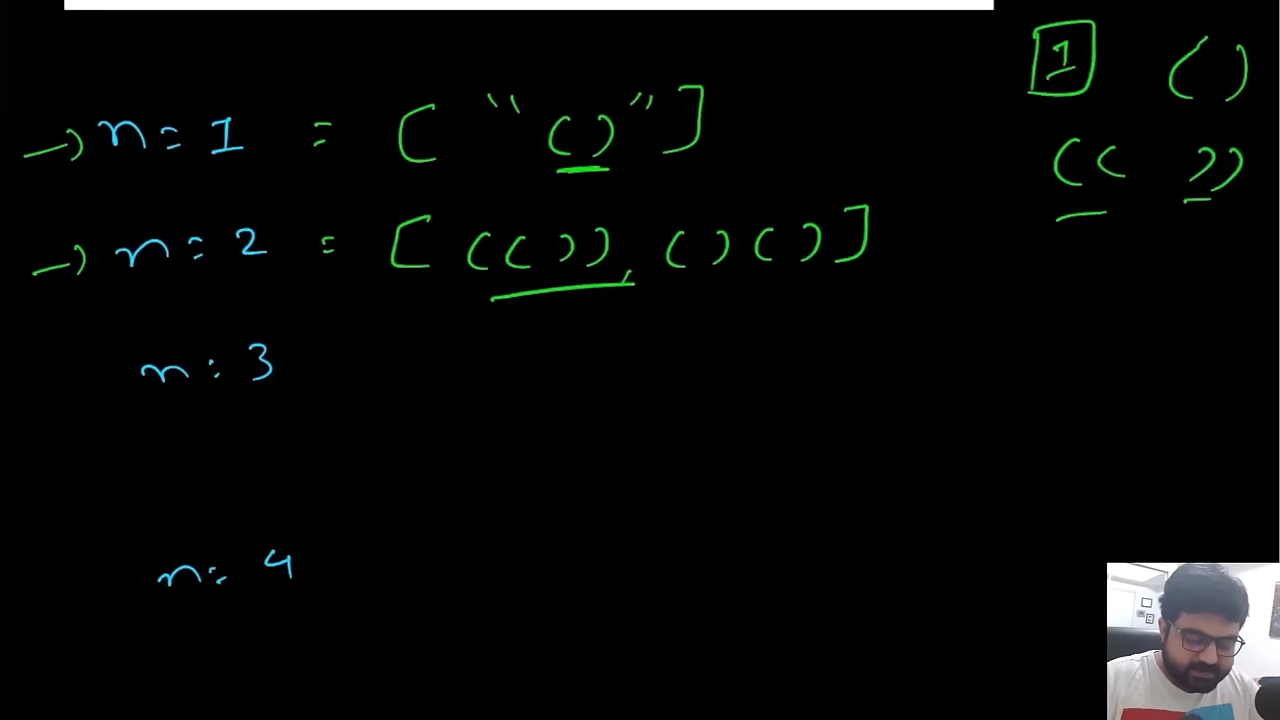 → n = 1 = [ "()" ]
→ n = 2 = [ (()), ()() ]
n = 3
n = 4
1 ()
(( ))